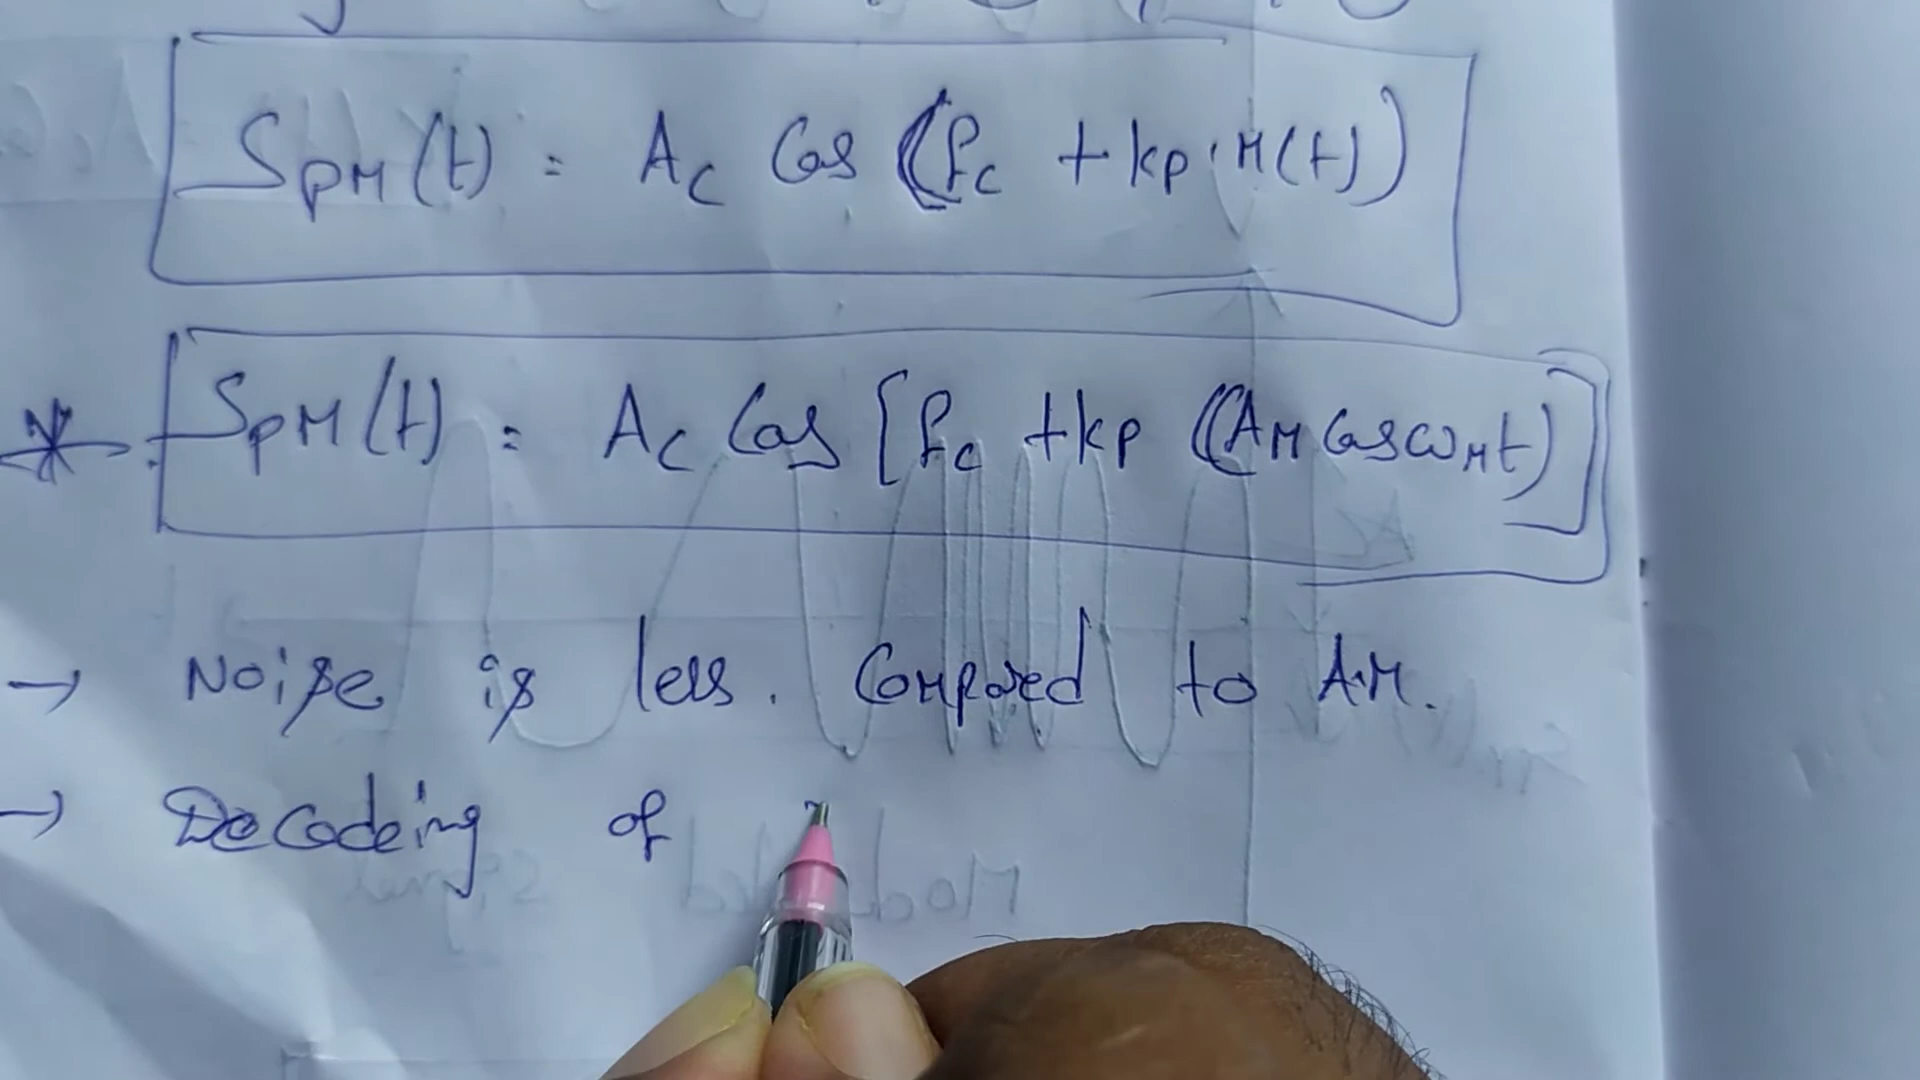 SPM(t) = Ac Cos (fc + kp M(t))
* SPM(t) = Ac Cos [fc + kp ((AM Cos ωMt)]
→ Noise is less. Compared to A.M.
→ Decodeing of